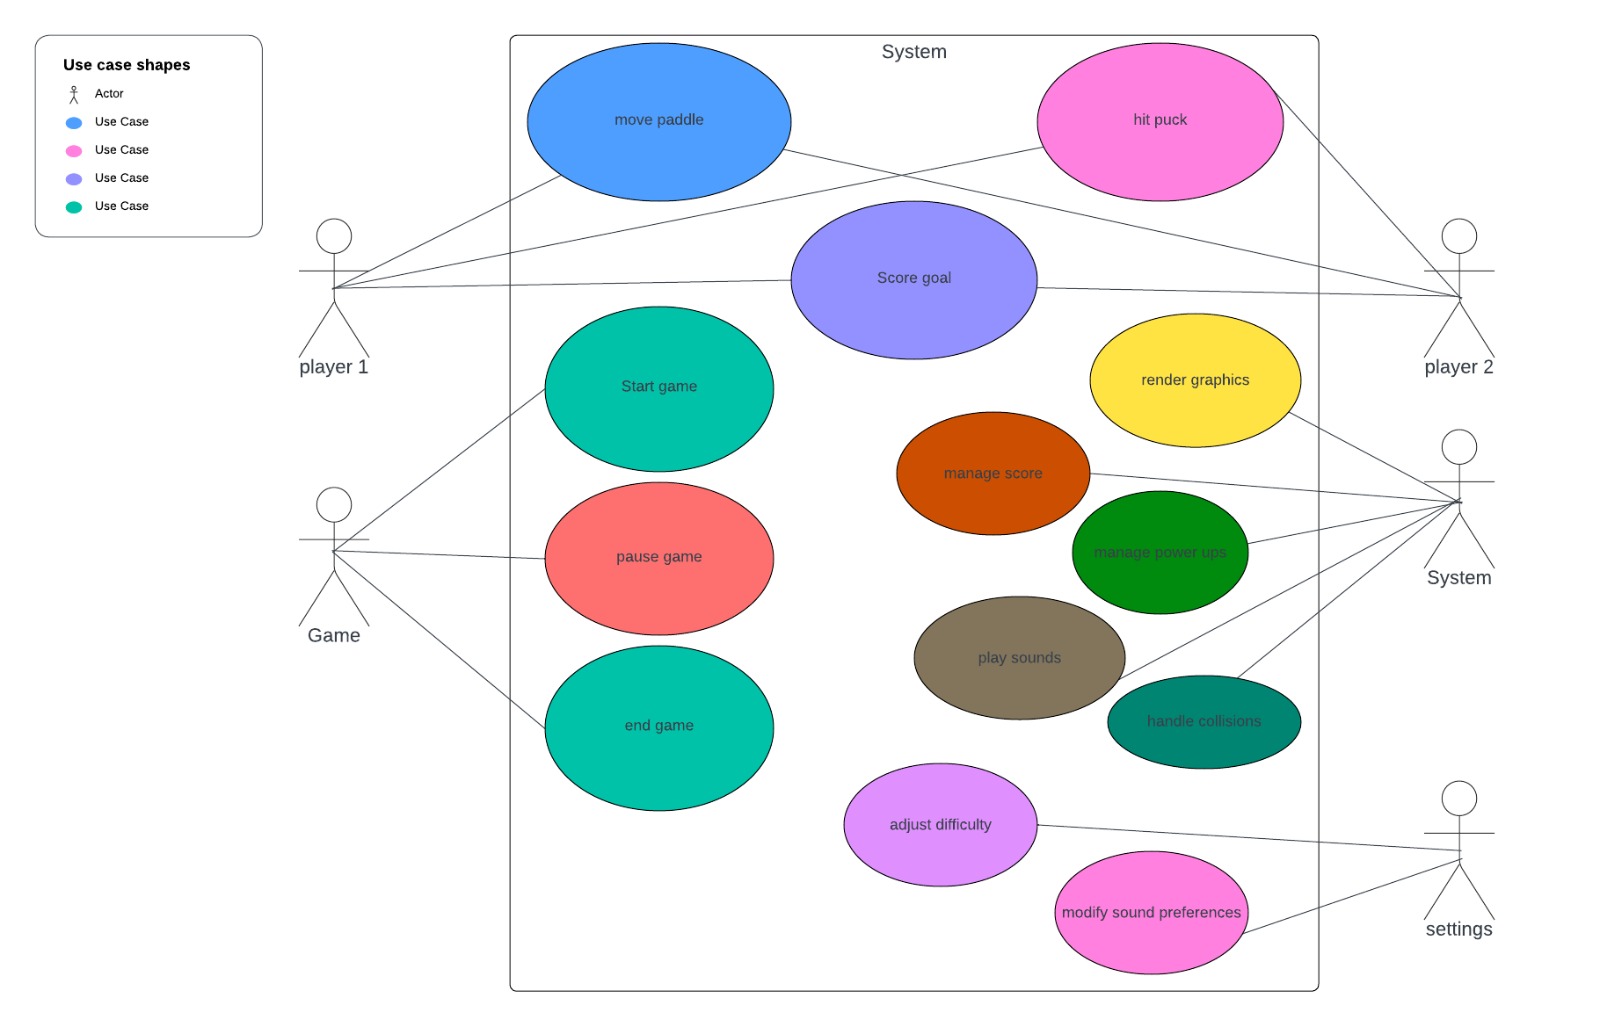 Use case shapes
Actor
Use Case
Use Case
Use Case
Use Case
System
move paddle
hit puck
Score goal
player 1
player 2
Start game
render graphics
manage score
pause game
manage power ups
System
Game
play sounds
end game
handle collisions
adjust difficulty
modify sound preferences
settings